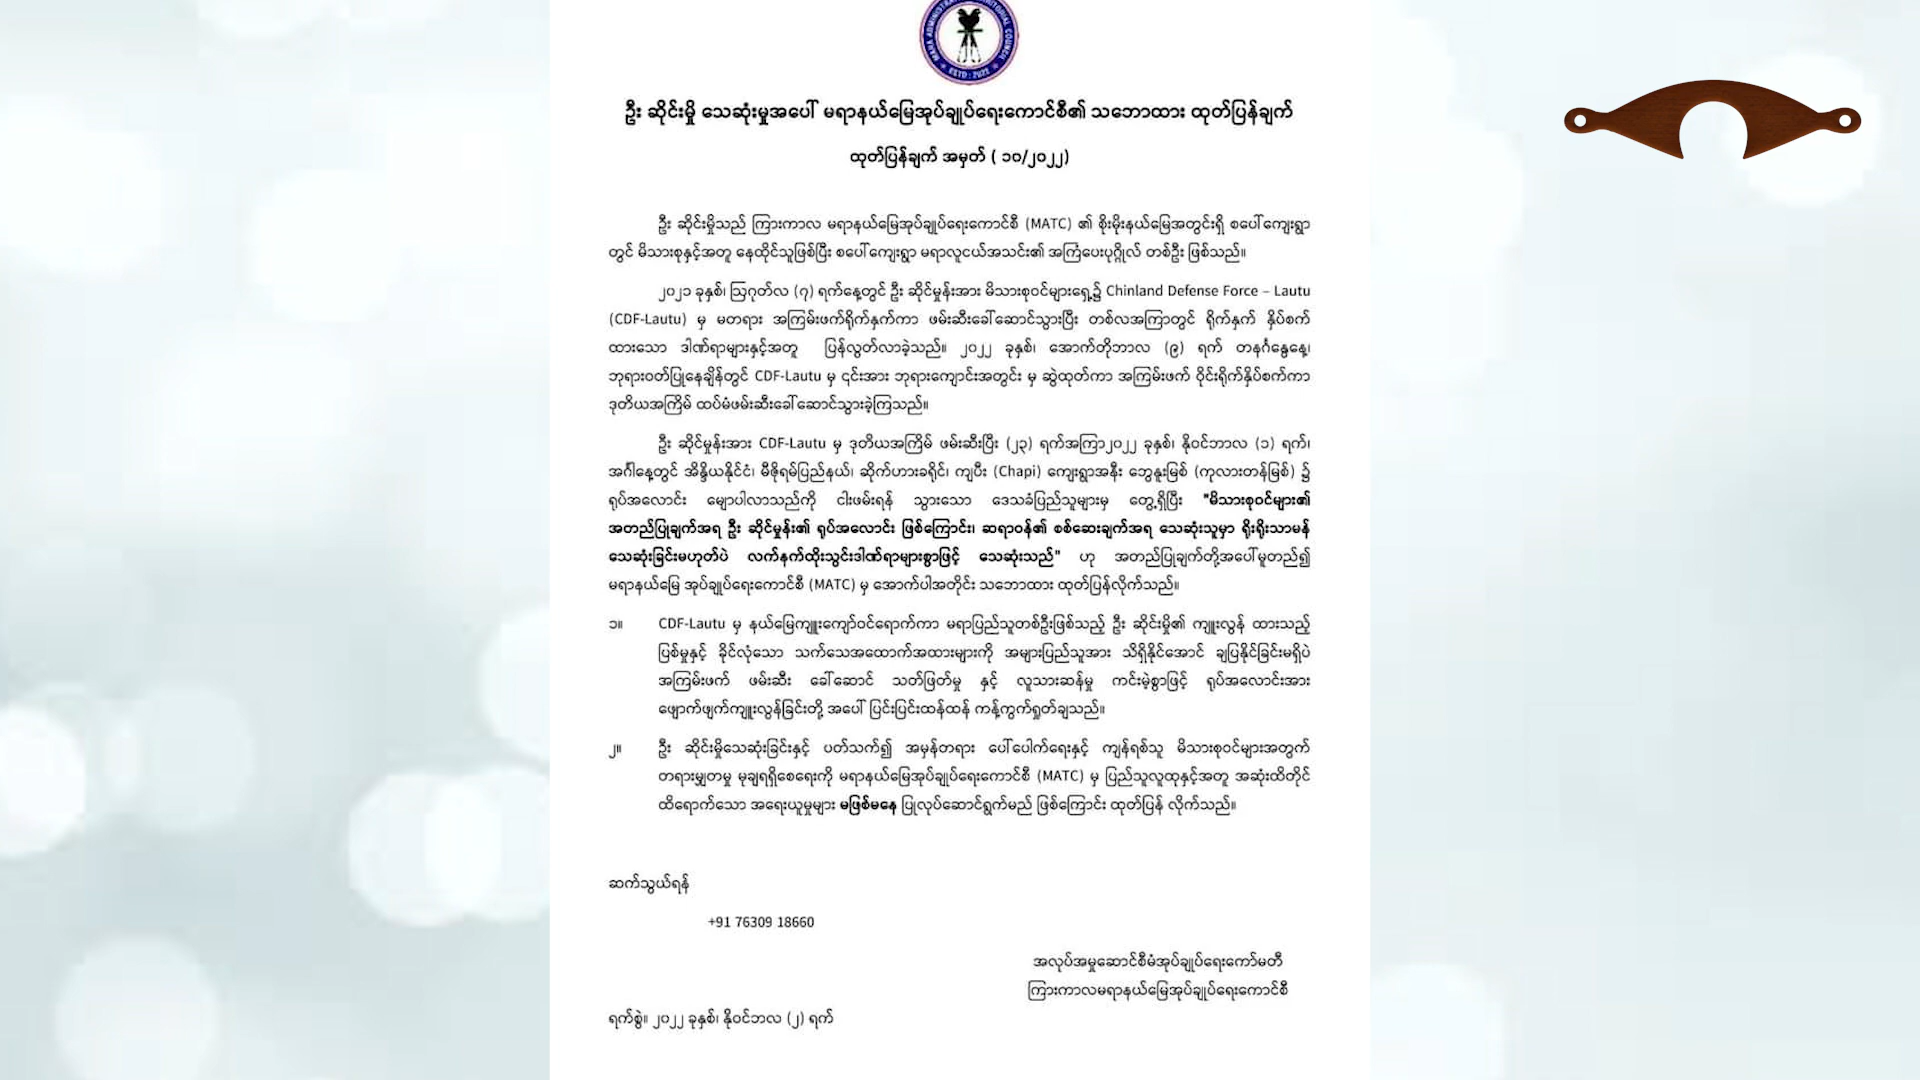 ESTD : 2022
ဦး ဆိုင်းမှို သေဆုံးမှုအပေါ် မရာနယ်မြေအုပ်ချုပ်ရေးကောင်စီ၏ သဘောထား ထုတ်ပြန်ချက်
ထုတ်ပြန်ချက် အမှတ် ( ၁၀/၂၀၂၂)
ဦး ဆိုင်းမှိုသည် ကြားကာလ မရာနယ်မြေအုပ်ချုပ်ရေးကောင်စီ (MATC) ၏ စိုးမိုးနယ်မြေအတွင်းရှိ စပေါ်ကျေးရွာ
တွင် မိသားစုနှင့်အတူ နေထိုင်သူဖြစ်ပြီး စပေါ်ကျေးရွာ မရာလူငယ်အသင်း၏ အကြံပေးပုဂ္ဂိုလ် တစ်ဦး ဖြစ်သည်။
၂၀၂၁ ခုနှစ်၊ ဩဂုတ်လ (၇) ရက်နေ့တွင် ဦး ဆိုင်မှုန်းအား မိသားစုဝင်များရှေ့၌ Chinland Defense Force – Lautu
(CDF-Lautu) မှ မတရား အကြမ်းဖက်ရိုက်နှက်ကာ ဖမ်းဆီးခေါ်ဆောင်သွားပြီး တစ်လအကြာတွင် ရိုက်နှက် နှိပ်စက်
ထားသော ဒါဏ်ရာများနှင့်အတူ ပြန်လွတ်လာခဲ့သည်။ ၂၀၂၂ ခုနှစ်၊ အောက်တိုဘာလ (၉) ရက် တနင်္ဂနွေနေ့၊
ဘုရားဝတ်ပြုနေချိန်တွင် CDF-Lautu မှ ၎င်းအား ဘုရားကျောင်းအတွင်း မှ ဆွဲထုတ်ကာ အကြမ်းဖက် ဝိုင်းရိုက်နှိပ်စက်ကာ
ဒုတိယအကြိမ် ထပ်မံဖမ်းဆီးခေါ်ဆောင်သွားခဲ့ကြသည်။
ဦး ဆိုင်မှုန်းအား CDF-Lautu မှ ဒုတိယအကြိမ် ဖမ်းဆီးပြီး (၂၃) ရက်အကြာ၂၀၂၂ ခုနှစ်၊ နိုဝင်ဘာလ (၁) ရက်၊
အင်္ဂါနေ့တွင် အိန္ဒိယနိုင်ငံ၊ မီဇိုရမ်ပြည်နယ်၊ ဆိုက်ဟားခရိုင်၊ ကျပီး (Chapi) ကျေးရွာအနီး ဘွေနူးမြစ် (ကုလားတန်မြစ်) ၌
ရုပ်အလောင်း မျောပါလာသည်ကို ငါးဖမ်းရန် သွားသော ဒေသခံပြည်သူများမှ တွေ့ရှိပြီး "မိသားစုဝင်များ၏
အတည်ပြုချက်အရ ဦး ဆိုင်မှုန်း၏ ရုပ်အလောင်း ဖြစ်ကြောင်း၊ ဆရာဝန်၏ စစ်ဆေးချက်အရ သေဆုံးသူမှာ ရိုးရိုးသာမန်
သေဆုံးခြင်းမဟုတ်ပဲ လက်နက်ထိုးသွင်းဒါဏ်ရာများစွာဖြင့် သေဆုံးသည်" ဟု အတည်ပြုချက်တို့အပေါ်မူတည်၍
မရာနယ်မြေ အုပ်ချုပ်ရေးကောင်စီ (MATC) မှ အောက်ပါအတိုင်း သဘောထား ထုတ်ပြန်လိုက်သည်။
၁။ CDF-Lautu မှ နယ်မြေကျူးကျော်ဝင်ရောက်ကာ မရာပြည်သူတစ်ဦးဖြစ်သည့် ဦး ဆိုင်းမှို၏ ကျူးလွန် ထားသည့်
ပြစ်မှုနှင့် ခိုင်လုံသော သက်သေအထောက်အထားများကို အများပြည်သူအား သိရှိနိုင်အောင် ချပြနိုင်ခြင်းမရှိပဲ
အကြမ်းဖက် ဖမ်းဆီး ခေါ်ဆောင် သတ်ဖြတ်မှု နှင့် လူသားဆန်မှု ကင်းမဲ့စွာဖြင့် ရုပ်အလောင်းအား
ဖျောက်ဖျက်ကျူးလွန်ခြင်းတို့ အပေါ် ပြင်းပြင်းထန်ထန် ကန့်ကွက်ရှုတ်ချသည်။
၂။ ဦး ဆိုင်းမှိုသေဆုံးခြင်းနှင့် ပတ်သက်၍ အမှန်တရား ပေါ်ပေါက်ရေးနှင့် ကျန်ရစ်သူ မိသားစုဝင်များအတွက်
တရားမျှတမှု မုချရရှိစေရေးကို မရာနယ်မြေအုပ်ချုပ်ရေးကောင်စီ (MATC) မှ ပြည်သူလူထုနှင့်အတူ အဆုံးထိတိုင်
ထိရောက်သော အရေးယူမှုများ မဖြစ်မနေ ပြုလုပ်ဆောင်ရွက်မည် ဖြစ်ကြောင်း ထုတ်ပြန် လိုက်သည်။
ဆက်သွယ်ရန်
+91 76309 18660
အလုပ်အမှုဆောင်စီမံအုပ်ချုပ်ရေးကော်မတီ
ကြားကာလမရာနယ်မြေအုပ်ချုပ်ရေးကောင်စီ
ရက်စွဲ။ ၂၀၂၂ ခုနှစ်၊ နိုဝင်ဘလ (၂) ရက်